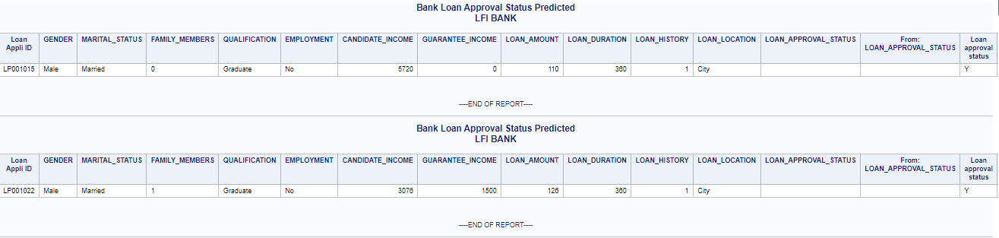 Bank Loan Approval Status Predicted
LFI BANK
Loan Appli ID GENDER MARITAL_STATUS FAMILY_MEMBERS QUALIFICATION EMPLOYMENT CANDIDATE_INCOME GUARANTEE_INCOME LOAN_AMOUNT LOAN_DURATION LOAN_HISTORY LOAN_LOCATION LOAN_APPROVAL_STATUS From: LOAN_APPROVAL_STATUS Loan approval status
LP001015 Male Married 0 Graduate No 5720 0 110 360 1 City Y
----END OF REPORT----
Bank Loan Approval Status Predicted
LFI BANK
Loan Appli ID GENDER MARITAL_STATUS FAMILY_MEMBERS QUALIFICATION EMPLOYMENT CANDIDATE_INCOME GUARANTEE_INCOME LOAN_AMOUNT LOAN_DURATION LOAN_HISTORY LOAN_LOCATION LOAN_APPROVAL_STATUS From: LOAN_APPROVAL_STATUS Loan approval status
LP001022 Male Married 1 Graduate No 3076 1500 126 360 1 City Y
----END OF REPORT----